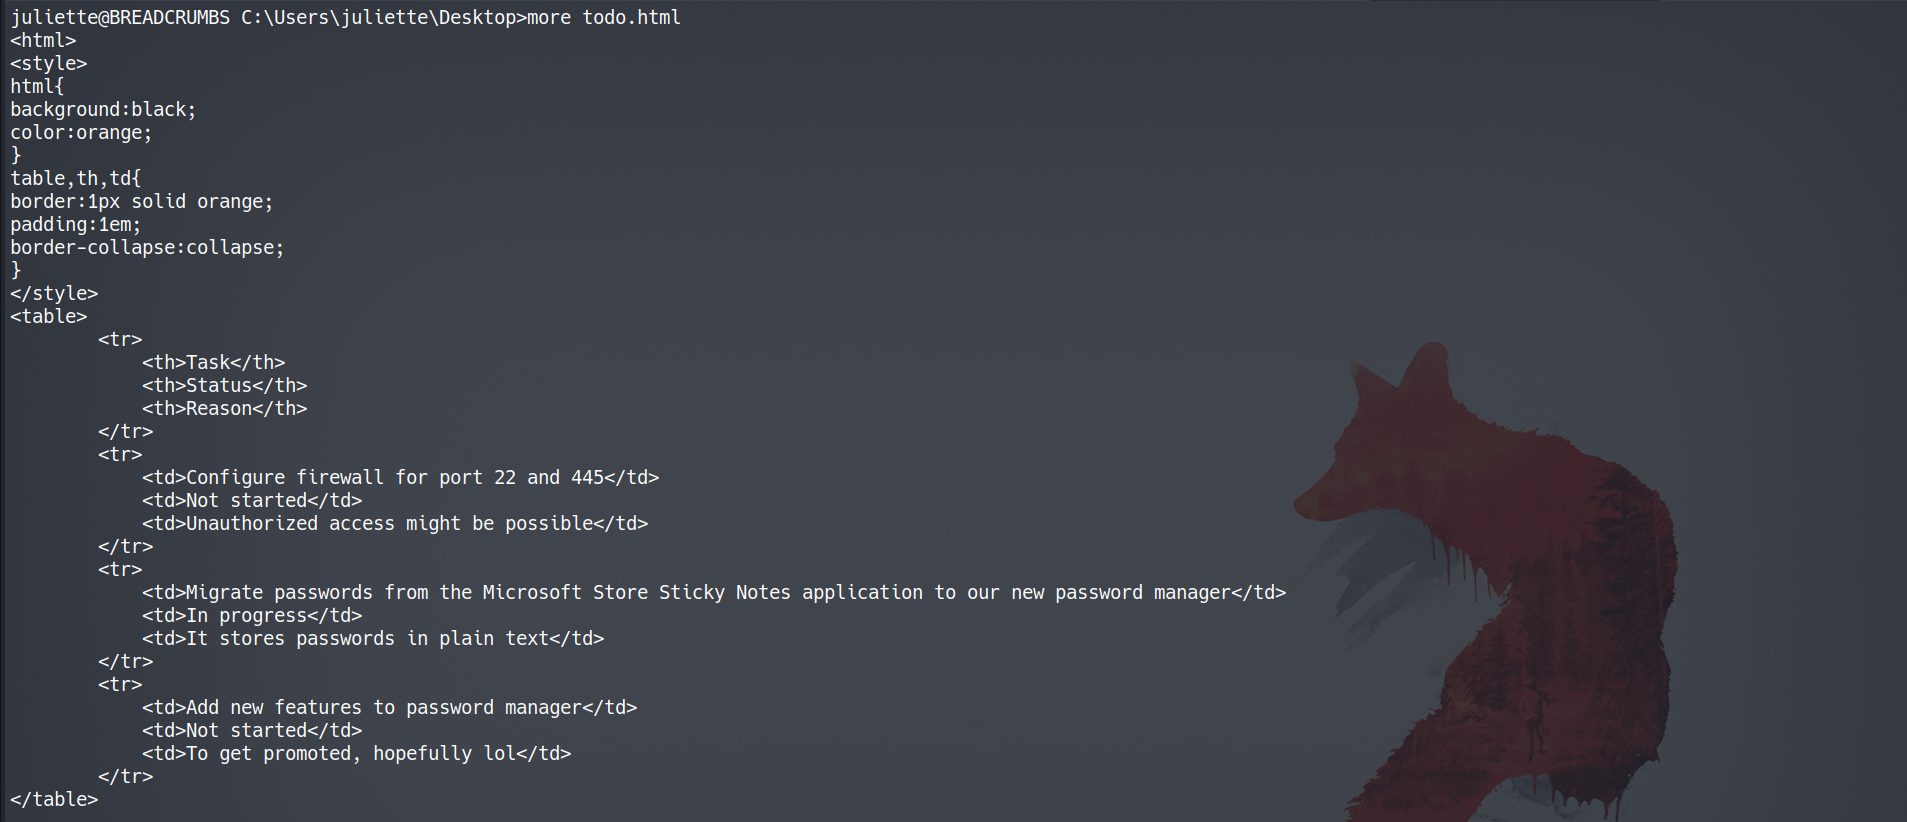 juliette@BREADCRUMBS C:\Users\juliette\Desktop>more todo.html
<html>
<style>
html{
background:black;
color:orange;
}
table,th,td{
border:1px solid orange;
padding:1em;
border-collapse:collapse;
}
</style>
<table>
        <tr>
            <th>Task</th>
            <th>Status</th>
            <th>Reason</th>
        </tr>
        <tr>
            <td>Configure firewall for port 22 and 445</td>
            <td>Not started</td>
            <td>Unauthorized access might be possible</td>
        </tr>
        <tr>
            <td>Migrate passwords from the Microsoft Store Sticky Notes application to our new password manager</td>
            <td>In progress</td>
            <td>It stores passwords in plain text</td>
        </tr>
        <tr>
            <td>Add new features to password manager</td>
            <td>Not started</td>
            <td>To get promoted, hopefully lol</td>
        </tr>
</table>